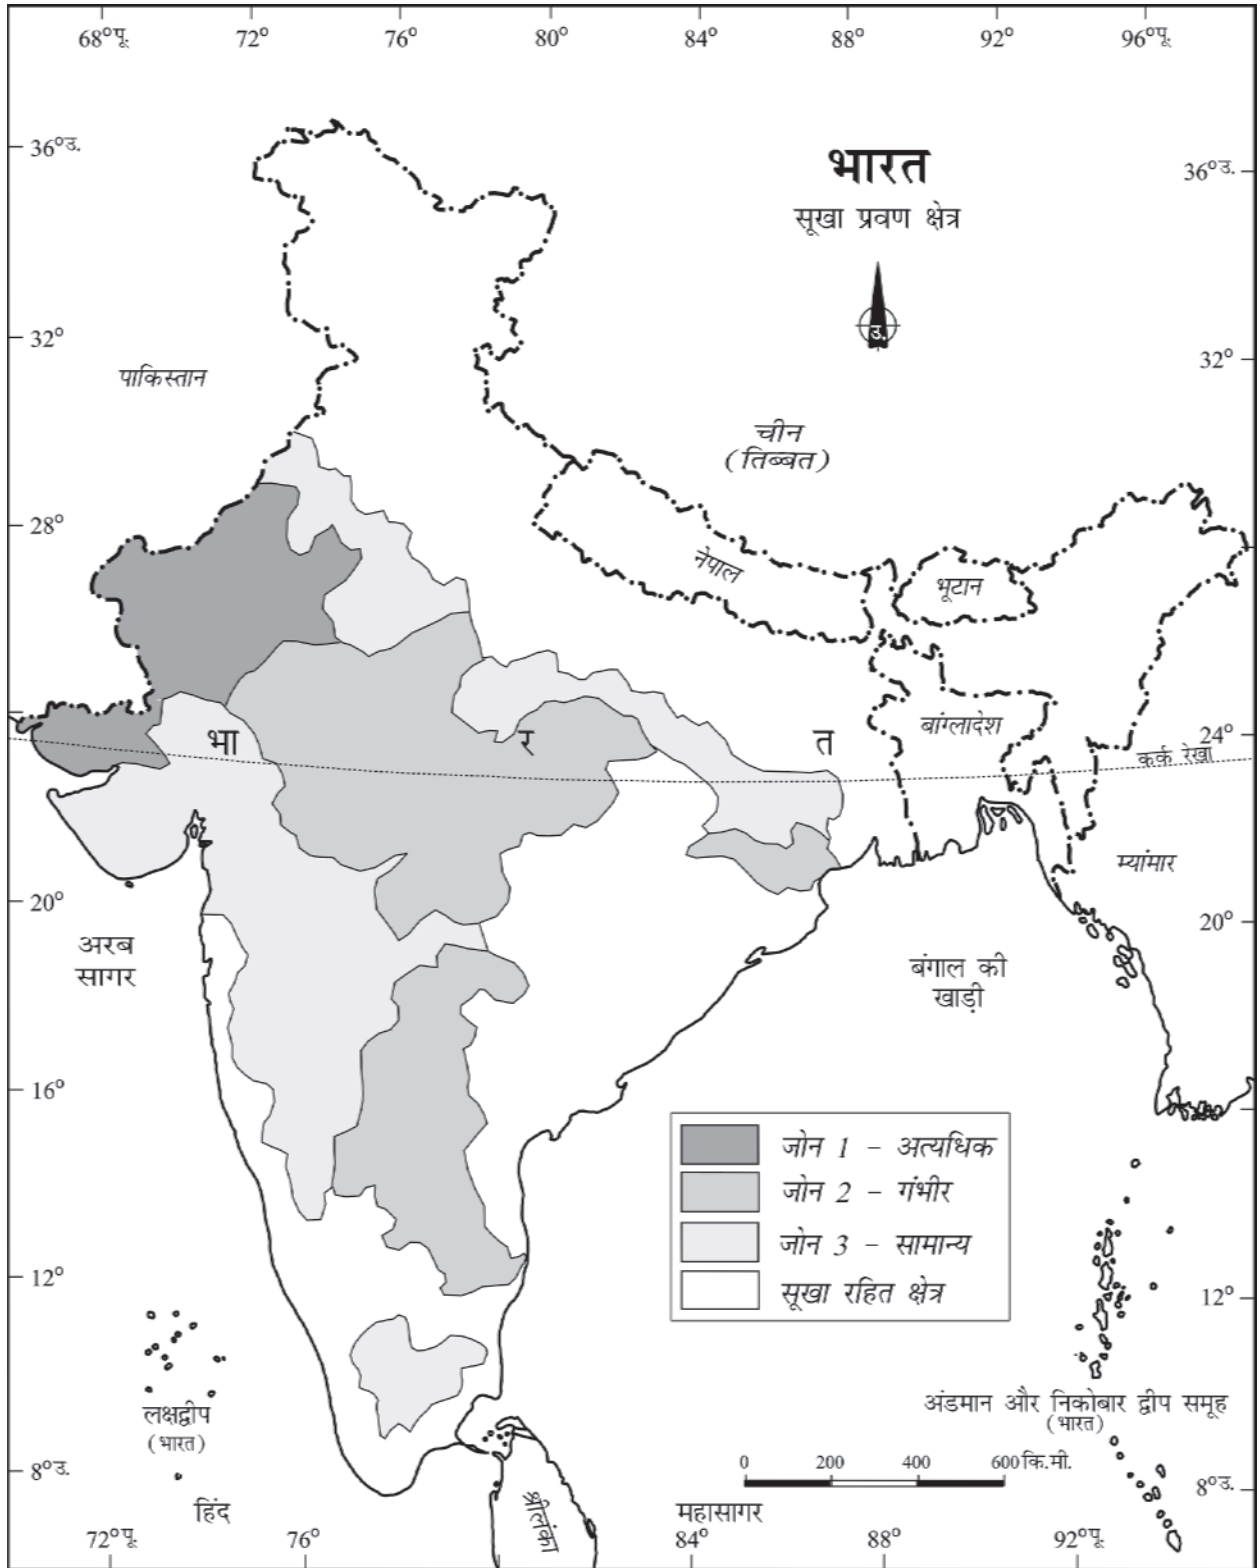 68°पू.
72°
76°
80°
84°
88°
92°
96°पू.
36°उ.
36°उ.
भारत
सूखा प्रवण क्षेत्र
उ.
32°
32°
पाकिस्तान
चीन
(तिब्बत)
28°
नेपाल
भूटान
भा
र
त
बांग्लादेश
24°
कर्क रेखा
म्यांमार
20°
20°
अरब
सागर
बंगाल की
खाड़ी
16°
जोन 1 - अत्यधिक
जोन 2 - गंभीर
जोन 3 - सामान्य
सूखा रहित क्षेत्र
12°
12°
लक्षद्वीप
(भारत)
अंडमान और निकोबार द्वीप समूह
(भारत)
0 200 400 600 कि.मी.
8°उ.
8°उ.
हिंद
श्रीलंका
महासागर
72°पू.
76°
84°
88°
92°पू.